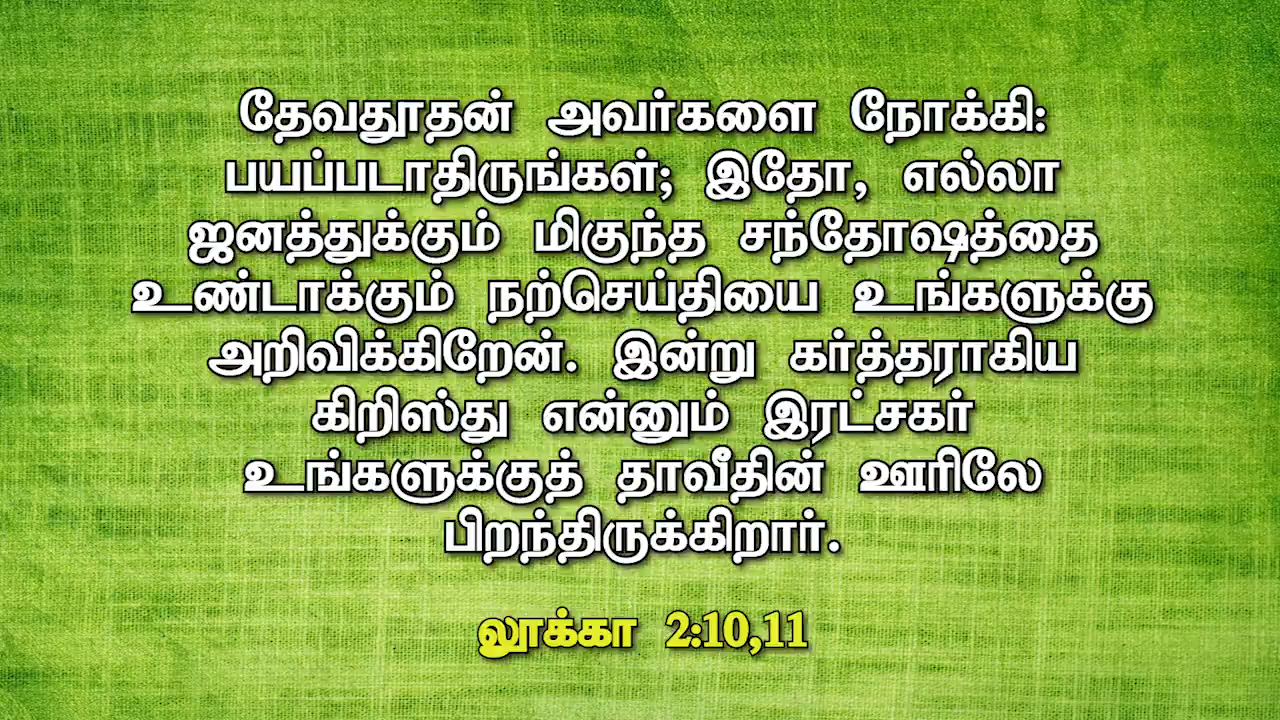 தேவதூதன் அவர்களை நோக்கி:
பயப்படாதிருங்கள்; இதோ, எல்லா
ஜனத்துக்கும் மிகுந்த சந்தோஷத்தை
உண்டாக்கும் நற்செய்தியை உங்களுக்கு
அறிவிக்கிறேன். இன்று கர்த்தராகிய
கிறிஸ்து என்னும் இரட்சகர்
உங்களுக்குத் தாவீதின் ஊரிலே
பிறந்திருக்கிறார்.
லூக்கா 2:10,11